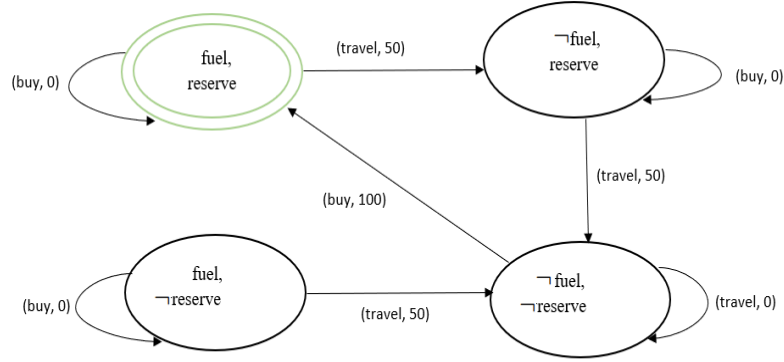 fuel,
reserve
(travel, 50)
¬fuel,
reserve
(buy, 0)
(buy, 0)
(travel, 50)
(buy, 100)
fuel,
¬reserve
¬ fuel,
¬reserve
(buy, 0)
(travel, 50)
(travel, 0)